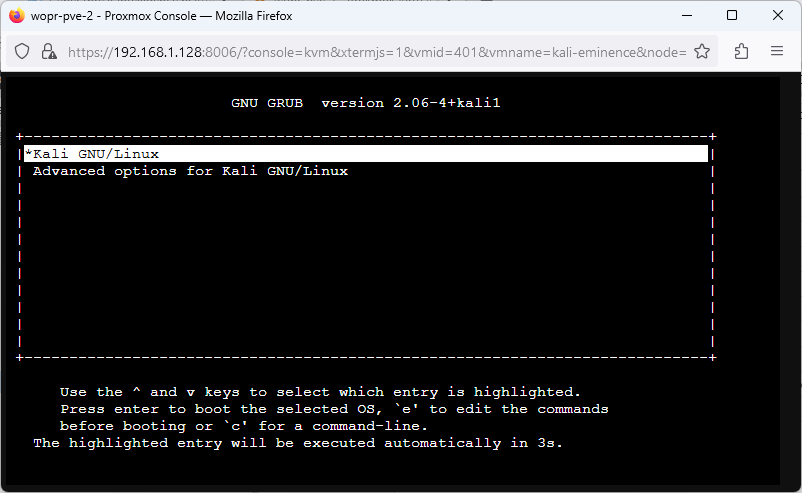 wopr-pve-2 - Proxmox Console — Mozilla Firefox
https://192.168.1.128:8006/?console=kvm&xtermjs=1&vmid=401&vmname=kali-eminence&node=
GNU GRUB  version 2.06-4+kali1
*Kali GNU/Linux
Advanced options for Kali GNU/Linux
Use the ^ and v keys to select which entry is highlighted.
Press enter to boot the selected OS, `e' to edit the commands
before booting or `c' for a command-line.
The highlighted entry will be executed automatically in 3s.